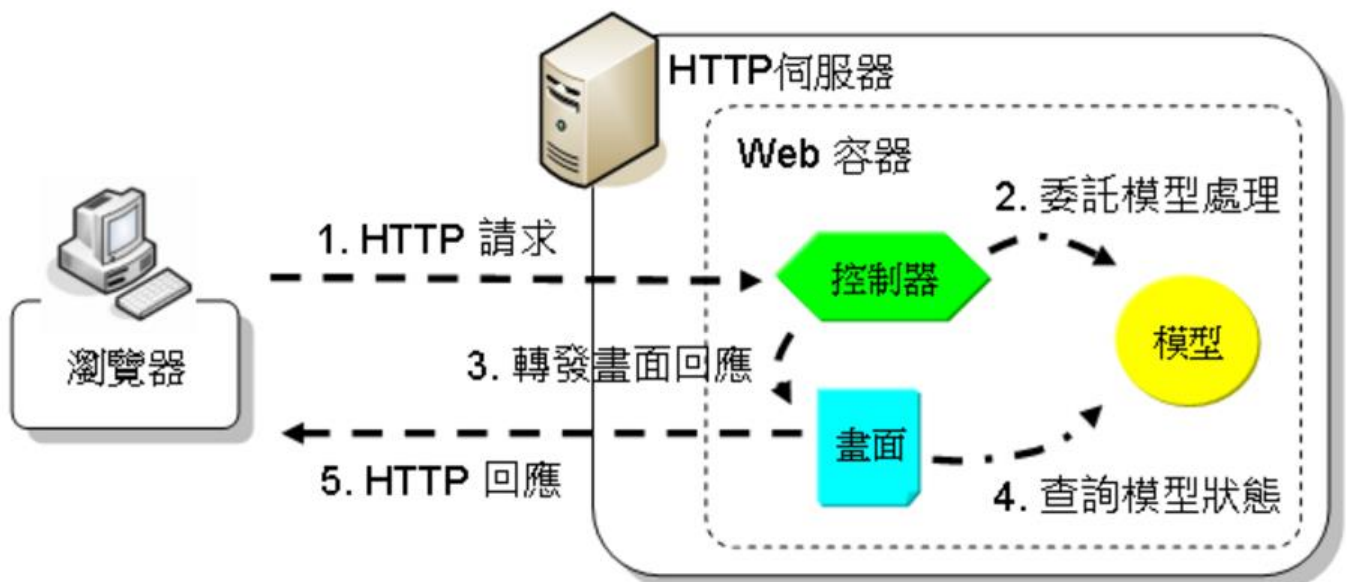 HTTP伺服器
Web 容器
2. 委託模型處理
1. HTTP 請求
控制器
模型
瀏覽器
3. 轉發畫面回應
畫面
5. HTTP 回應
4. 查詢模型狀態